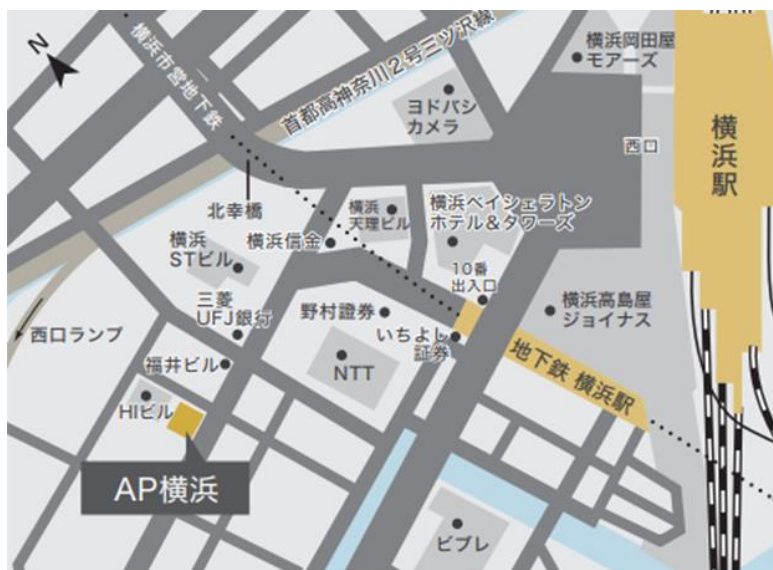 N
横浜市営地下鉄
首都高神奈川2号三ツ沢線
横浜岡田屋
モアーズ
ヨドバシ
カメラ
西口
横浜駅
北幸橋
横浜
天理ビル
横浜ベイシェラトン
ホテル&タワーズ
横浜
STビル
横浜信金
10番
出入口
三菱
UFJ銀行
野村證券
横浜高島屋
ジョイナス
西口ランプ
いちよし
証券
地下鉄 横浜駅
福井ビル
NTT
HIビル
AP横浜
ビブレ